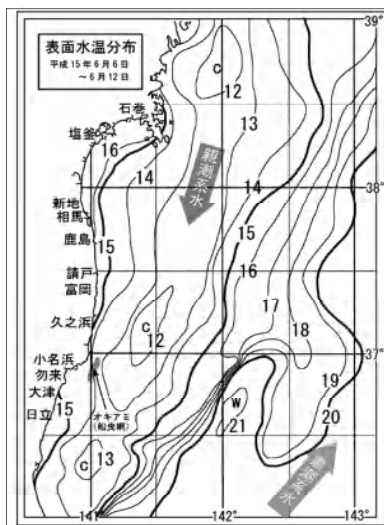 表面水温分布
平成15年6月6日
～6月12日
39°
C
12
13
石巻
塩釜
16
14
親潮系水
14
38°
新地
相馬
15
15
鹿島
16
請戸
富岡
17
久之浜
C
12
18
小名浜
37°
勿来
19
大津
W
20
オキアミ
(船曳網)
日立
15
21
C
13
黒潮系水
141°
142°
143°